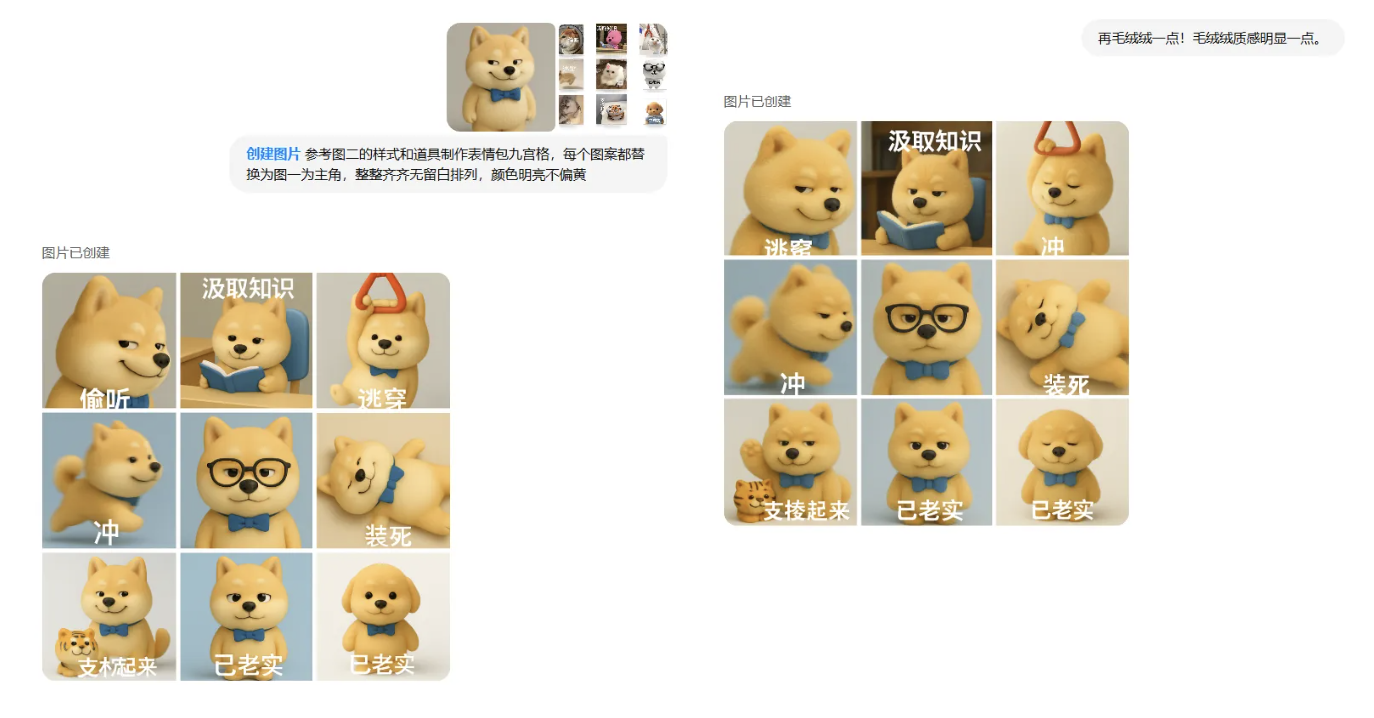 创建图片 参考图二的样式和道具制作表情包九宫格，每个图案都替
换为图一为主角，整整齐齐无留白排列，颜色明亮不偏黄
图片已创建
偷听
汲取知识
逃穿
冲
装死
支起来
已老实
已老实
再毛绒绒一点！毛绒绒质感明显一点。
图片已创建
汲取知识
冲
冲
装死
支起来
已老实
已老实